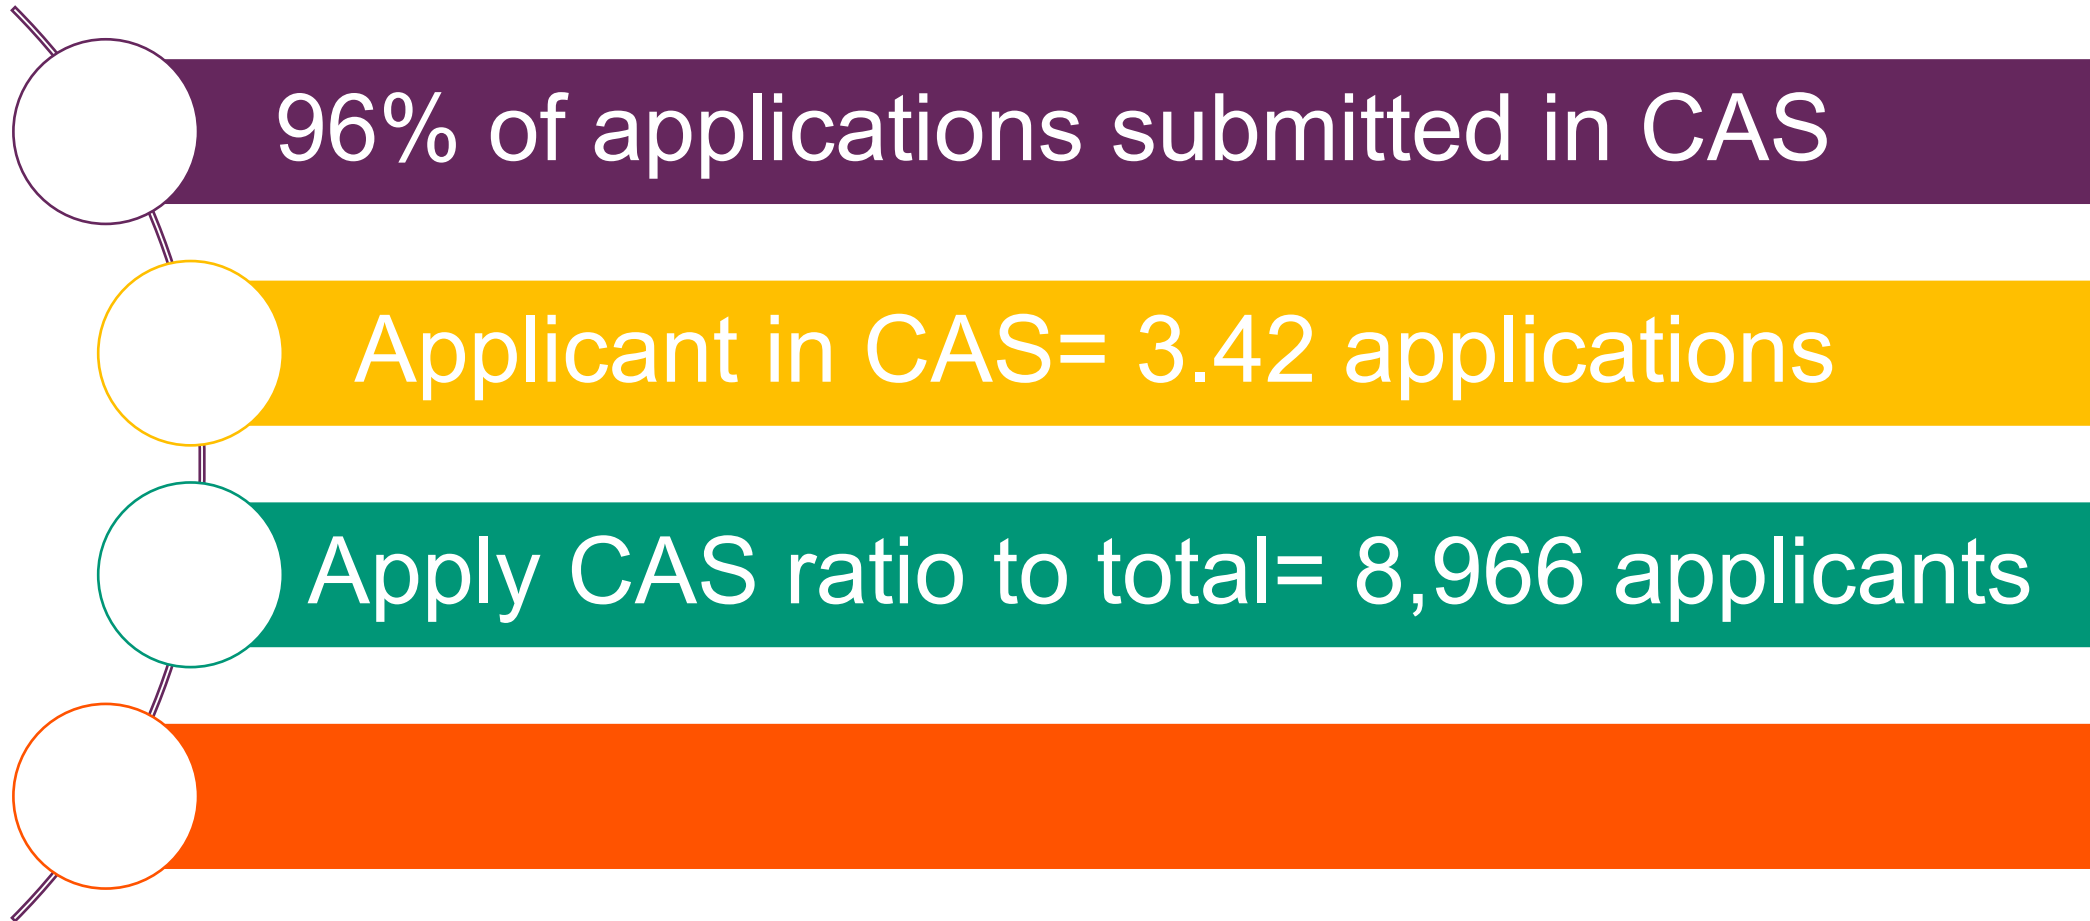 96% of applications submitted in CAS
Applicant in CAS= 3.42 applications
Apply CAS ratio to total= 8,966 applicants